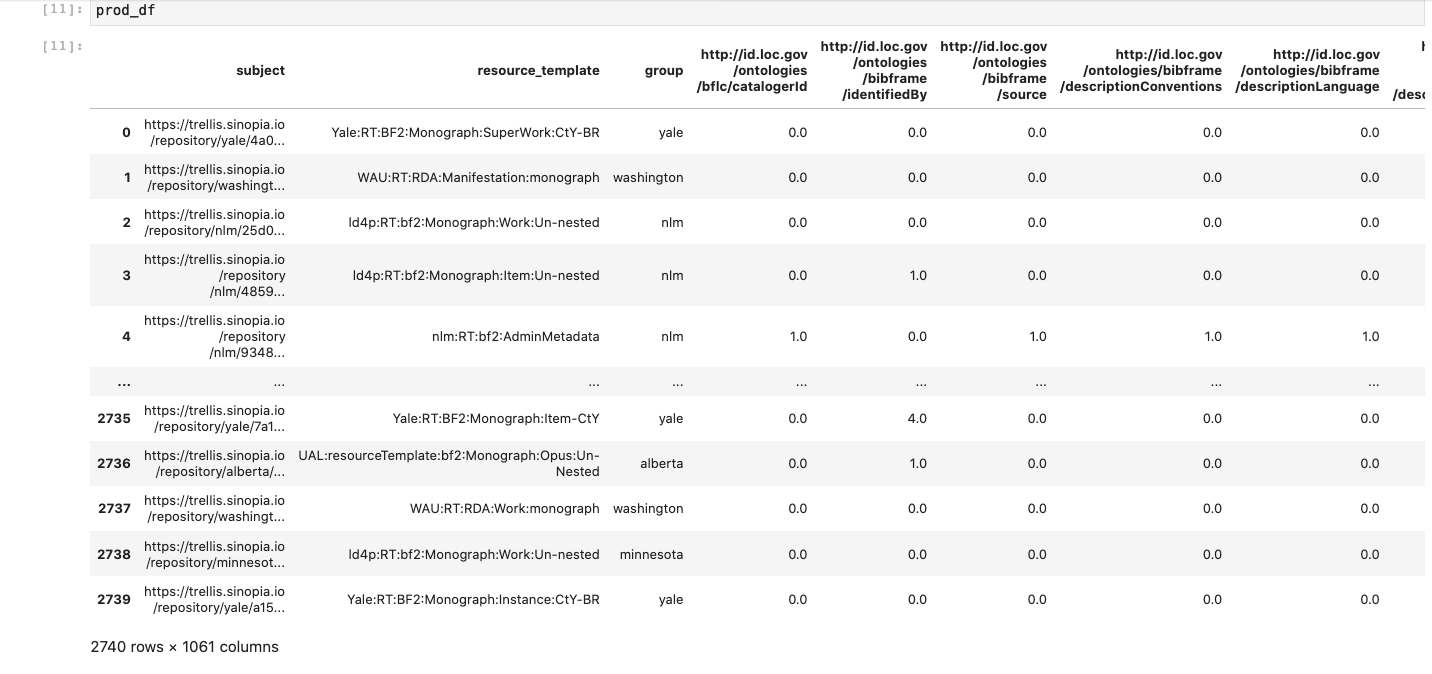 [11]: prod_df
[11]:
subject resource_template group http://id.loc.gov /ontologies /bflc/catalogerId http://id.loc.gov /ontologies /bibframe /identifiedBy http://id.loc.gov /ontologies /bibframe /source http://id.loc.gov /ontologies/bibframe /descriptionConventions http://id.loc.gov /ontologies/bibframe /descriptionLanguage
0 https://trellis.sinopia.io /repository/yale/4a0... Yale:RT:BF2:Monograph:SuperWork:CtY-BR yale 0.0 0.0 0.0 0.0 0.0
1 https://trellis.sinopia.io /repository/washingt... WAU:RT:RDA:Manifestation:monograph washington 0.0 0.0 0.0 0.0 0.0
2 https://trellis.sinopia.io /repository/nlm/25d0... ld4p:RT:bf2:Monograph:Work:Un-nested nlm 0.0 0.0 0.0 0.0 0.0
3 https://trellis.sinopia.io /repository /nlm/4859... ld4p:RT:bf2:Monograph:Item:Un-nested nlm 0.0 1.0 0.0 0.0 0.0
4 https://trellis.sinopia.io /repository /nlm/9348... nlm:RT:bf2:AdminMetadata nlm 1.0 0.0 1.0 1.0 1.0
... ... ... ... ... ... ... ... ...
2735 https://trellis.sinopia.io /repository/yale/7a1... Yale:RT:BF2:Monograph:Item-CtY yale 0.0 4.0 0.0 0.0 0.0
2736 https://trellis.sinopia.io /repository/alberta/... UAL:resourceTemplate:bf2:Monograph:Opus:Un-Nested alberta 0.0 1.0 0.0 0.0 0.0
2737 https://trellis.sinopia.io /repository/washingt... WAU:RT:RDA:Work:monograph washington 0.0 0.0 0.0 0.0 0.0
2738 https://trellis.sinopia.io /repository/minnesot... ld4p:RT:bf2:Monograph:Work:Un-nested minnesota 0.0 0.0 0.0 0.0 0.0
2739 https://trellis.sinopia.io /repository/yale/a15... Yale:RT:BF2:Monograph:Instance:CtY-BR yale 0.0 0.0 0.0 0.0 0.0
2740 rows × 1061 columns